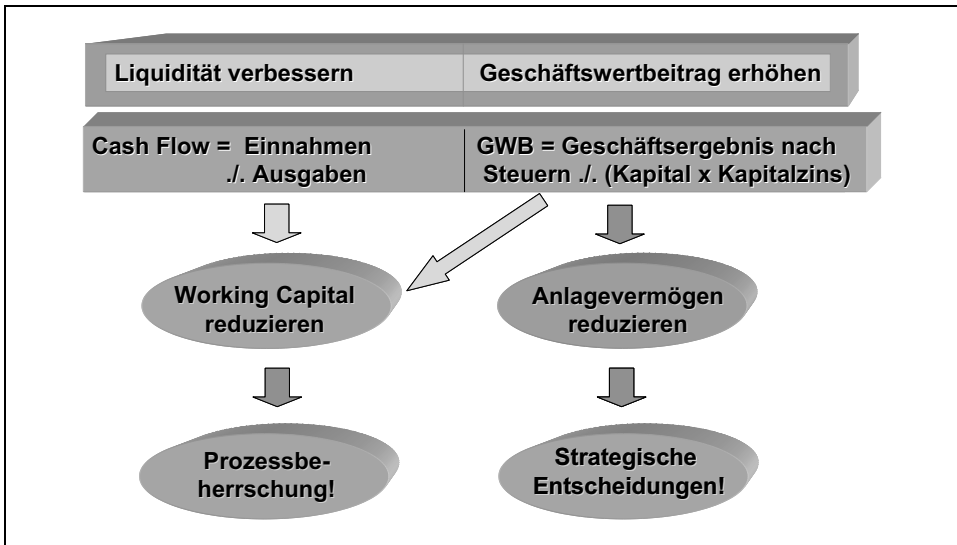 Liquidität verbessern
Geschäftswertbeitrag erhöhen
Cash Flow = Einnahmen
./. Ausgaben
GWB = Geschäftsergebnis nach
Steuern ./. (Kapital x Kapitalzins)
Working Capital
reduzieren
Anlagevermögen
reduzieren
Prozessbe-
herrschung!
Strategische
Entscheidungen!